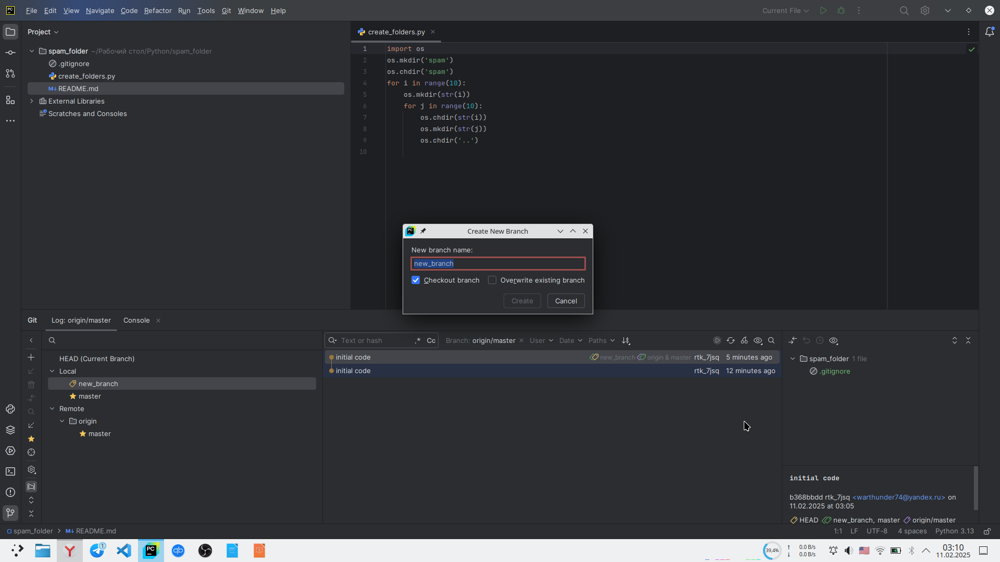 File Edit View Navigate Code Refactor Run Tools Git Window Help
Current File
Project
spam_folder ~/Рабочий стол/Python/spam_folder
.gitignore
create_folders.py
README.md
External Libraries
Scratches and Consoles
create_folders.py
1 import os
2 os.mkdir('spam')
3 os.chdir('spam')
4 for i in range(10):
5 os.mkdir(str(i))
6 for j in range(10):
7 os.chdir(str(i))
8 os.mkdir(str(j))
9 os.chdir('..')
10
Create New Branch
New branch name:
new_branch
Checkout branch Overwrite existing branch
Create Cancel
Git Log: origin/master Console
HEAD (Current Branch)
Local
new_branch
master
Remote
origin
master
Text or hash .* Cc Branch: origin/master User Date Paths
initial code new_branch origin & master rtk_7jsq 5 minutes ago
initial code rtk_7jsq 12 minutes ago
spam_folder 1 file
.gitignore
initial code
b368bbdd rtk_7jsq <warthunder74@yandex.ru> on
11.02.2025 at 03:05
HEAD new_branch, master origin/master
spam_folder > README.md
1:1 LF UTF-8 4 spaces Python 3.13
1
39,4%
0.0 B/s
0.0 B/s
03:10
11.02.2025